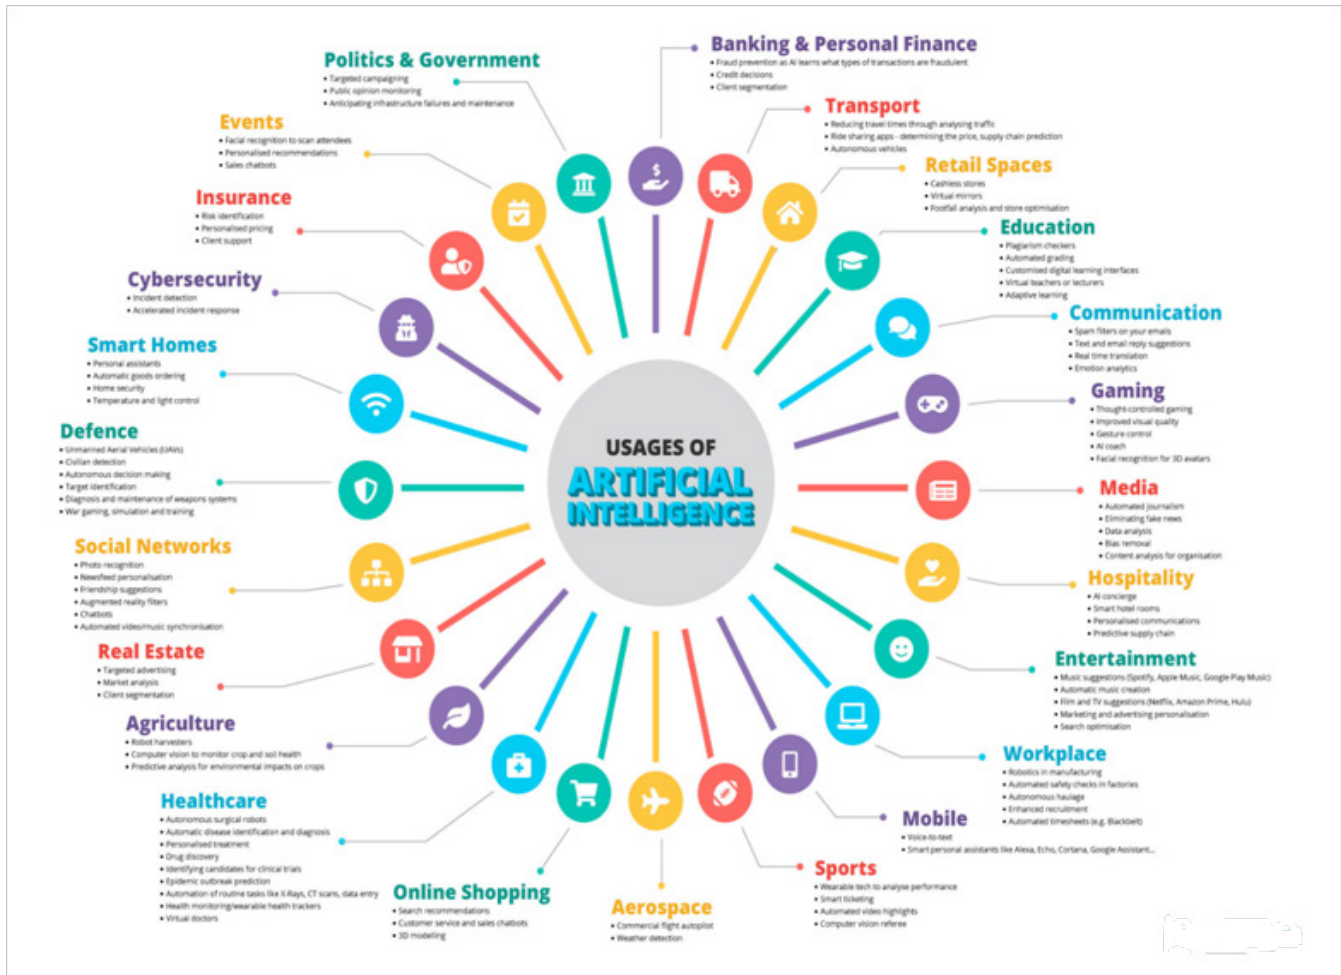 USAGES OF
ARTIFICIAL
INTELLIGENCE
Banking & Personal Finance
• Fraud prevention as AI learns what types of transactions are fraudulent
• Credit decisions
• Client segmentation
Transport
• Reducing travel times through analysing traffic
• Ride sharing apps - determining the price, supply chain prediction
• Autonomous vehicles
Retail Spaces
• Cashless stores
• Virtual mirrors
• Footfall analysis and store optimisation
Education
• Plagiarism checkers
• Automated grading
• Customised digital learning interfaces
• Virtual teachers or lecturers
• Adaptive learning
Communication
• Spam filters on your emails
• Text and email reply suggestions
• Real time translation
• Emotion analytics
Gaming
• Thought-controlled gaming
• Improved visual quality
• Gesture control
• AI coach
• Facial recognition for 3D avatars
Media
• Automated journalism
• Eliminating fake news
• Data analysis
• Bias removal
• Content analysis for organisation
Hospitality
• AI concierge
• Smart hotel rooms
• Personalised communications
• Predictive supply chain
Entertainment
• Music suggestions (Spotify, Apple Music, Google Play Music)
• Automatic music creation
• Film and TV suggestions (Netflix, Amazon Prime, Hulu)
• Marketing and advertising personalisation
• Search optimisation
Workplace
• Robotics in manufacturing
• Automated safety checks in factories
• Autonomous haulage
• Enhanced recruitment
• Automated timesheets (e.g. Blackbelt)
Mobile
• Voice-to-text
• Smart personal assistants like Alexa, Echo, Cortana, Google Assistant...
Sports
• Wearable tech to analyse performance
• Smart ticketing
• Automated video highlights
• Computer vision referee
Aerospace
• Commercial flight autopilot
• Weather detection
Online Shopping
• Search recommendations
• Customer service and sales chatbots
• 3D modelling
Healthcare
• Autonomous surgical robots
• Automatic disease identification and diagnosis
• Personalised treatment
• Drug discovery
• Identifying candidates for clinical trials
• Epidemic outbreak prediction
• Automation of routine tasks like X-Rays, CT scans, data entry
• Health monitoring/wearable health trackers
• Virtual doctors
Agriculture
• Robot harvesters
• Computer vision to monitor crop and soil health
• Predictive analysis for environmental impacts on crops
Real Estate
• Targeted advertising
• Market analysis
• Client segmentation
Social Networks
• Photo recognition
• Newsfeed personalisation
• Friendship suggestions
• Augmented reality filters
• Chatbots
• Automated video/music synchronisation
Defence
• Unmanned Aerial Vehicles (UAVs)
• Civilian detection
• Autonomous decision making
• Target identification
• Diagnosis and maintenance of weapons systems
• War gaming, simulation and training
Smart Homes
• Personal assistants
• Automatic goods ordering
• Home security
• Temperature and light control
Cybersecurity
• Incident detection
• Accelerated incident response
Insurance
• Risk identification
• Personalised pricing
• Client support
Events
• Facial recognition to scan attendees
• Personalised recommendations
• Sales chatbots
Politics & Government
• Targeted campaigning
• Public opinion monitoring
• Anticipating infrastructure failures and maintenance
$